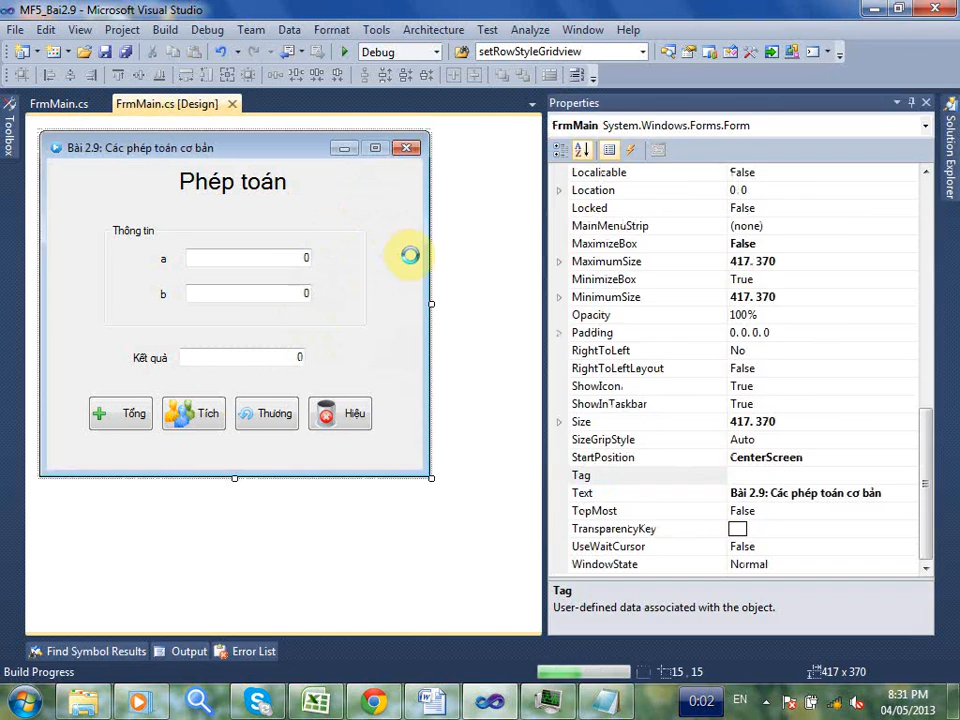 MF5_Bai2.9 - Microsoft Visual Studio
File Edit View Project Build Debug Team Data Format Tools Architecture Test Analyze Window Help
Debug setRowStyleGridview
FrmMain.cs FrmMain.cs [Design]
Toolbox
Bài 2.9: Các phép toán cơ bản
Phép toán
Thông tin
a 0
b 0
Kết quả 0
Tổng Tích Thương Hiệu
Properties
FrmMain System.Windows.Forms.Form
Localizable False
Location 0; 0
Locked False
MainMenuStrip (none)
MaximizeBox False
MaximumSize 417; 370
MinimizeBox True
MinimumSize 417; 370
Opacity 100%
Padding 0; 0; 0; 0
RightToLeft No
RightToLeftLayout False
ShowIcon True
ShowInTaskbar True
Size 417; 370
SizeGripStyle Auto
StartPosition CenterScreen
Tag
Text Bài 2.9: Các phép toán cơ bản
TopMost False
TransparencyKey
UseWaitCursor False
WindowState Normal
Tag
User-defined data associated with the object.
Solution Explorer
Find Symbol Results Output Error List
Build Progress 15 , 15 417 x 370
0:02 EN 8:31 PM
04/05/2013